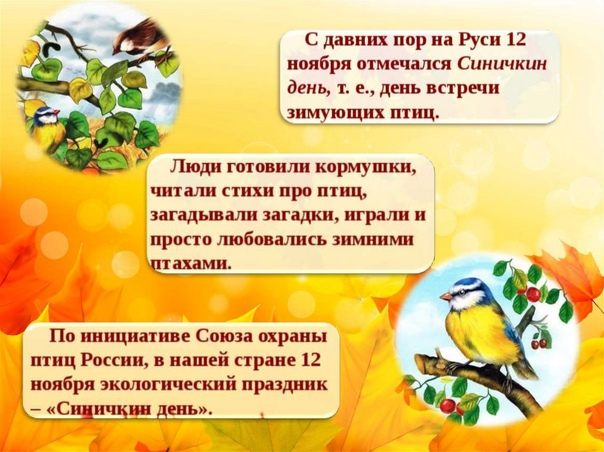 С давних пор на Руси 12
ноября отмечался Синичкин
день, т. е., день встречи
зимующих птиц.
Люди готовили кормушки,
читали стихи про птиц,
загадывали загадки, играли и
просто любовались зимними
птахами.
По инициативе Союза охраны
птиц России, в нашей стране 12
ноября экологический праздник
– «Синичкин день».